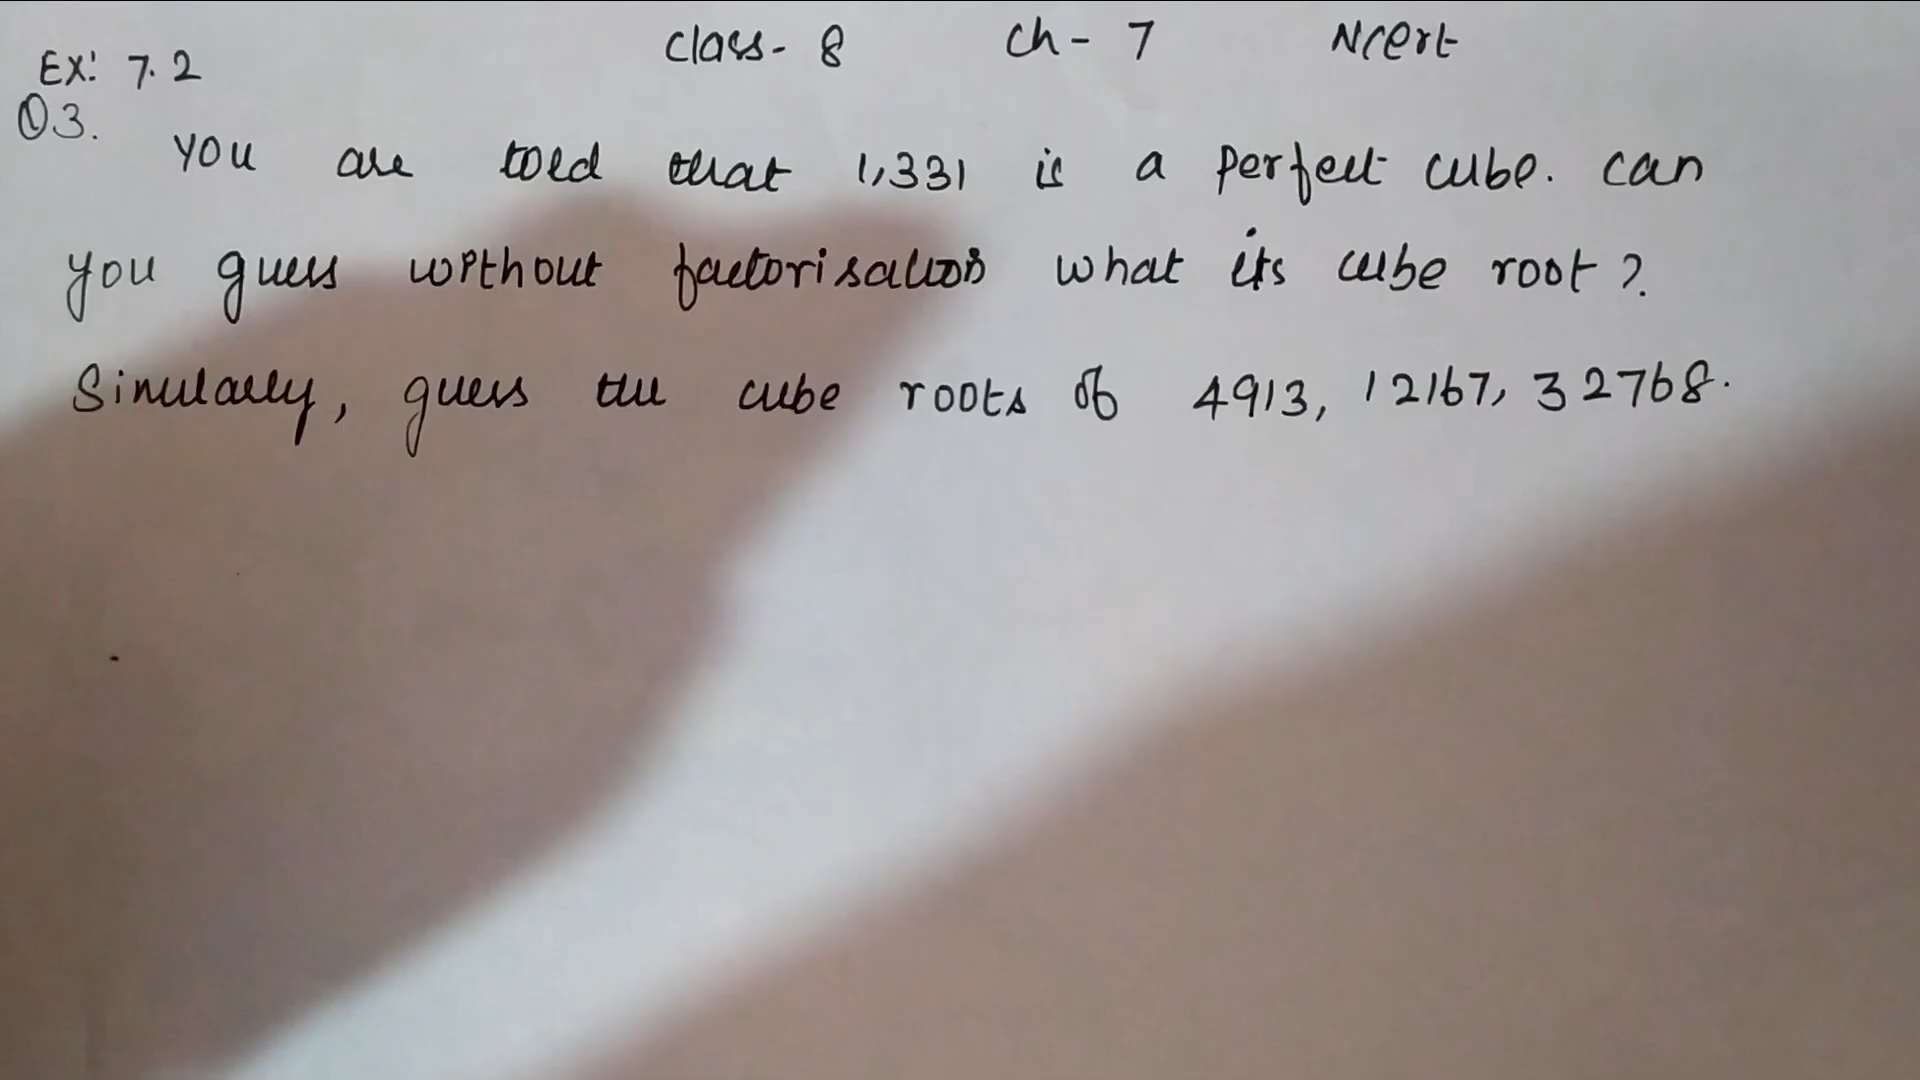 Class- 8 Ch- 7 Ncert
Ex: 7.2
Q3.
You are told that 1,331 is a perfect cube. can
you guess without factorisation what its cube root?
Similarly, guess the cube roots of 4913, 12167, 32768.